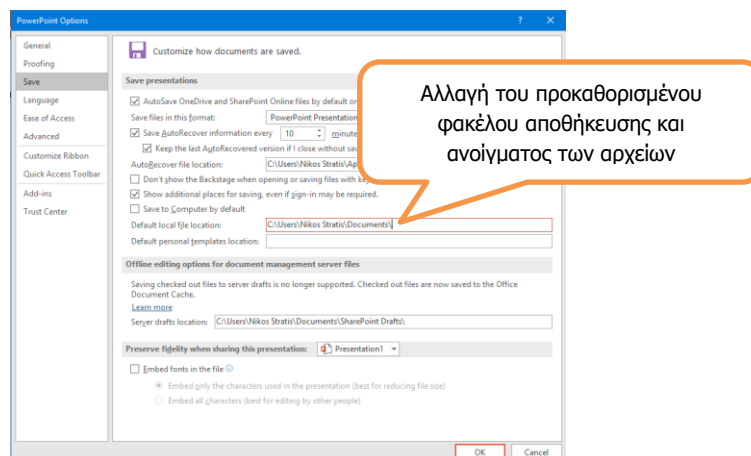 PowerPoint Options
? ×
General
Proofing
Save
Language
Ease of Access
Advanced
Customize Ribbon
Quick Access Toolbar
Add-ins
Trust Center
Customize how documents are saved.
Save presentations
AutoSave OneDrive and SharePoint Online files by default on
Save files in this format: PowerPoint Presentation
Save AutoRecover information every 10 minute
Keep the last AutoRecovered version if I close without sav
AutoRecover file location: C:\Users\Nikos Stratis\Ap
Don't show the Backstage when opening or saving files with key
Show additional places for saving, even if sign-in may be required.
Save to Computer by default
Default local file location: C:\Users\Nikos Stratis\Documents\
Default personal templates location:
Offline editing options for document management server files
Saving checked out files to server drafts is no longer supported. Checked out files are now saved to the Office
Document Cache.
Learn more
Server drafts location: C:\Users\Nikos Stratis\Documents\SharePoint Drafts\
Preserve fidelity when sharing this presentation: Presentation1
Embed fonts in the file
Embed only the characters used in the presentation (best for reducing file size)
Embed all characters (best for editing by other people)
OK Cancel
Αλλαγή του προκαθορισμένου
φακέλου αποθήκευσης και
ανοίγματος των αρχείων